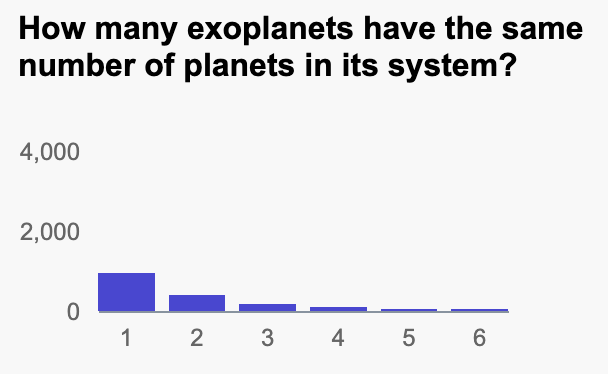 How many exoplanets have the same
number of planets in its system?
4,000
2,000
0
1 2 3 4 5 6